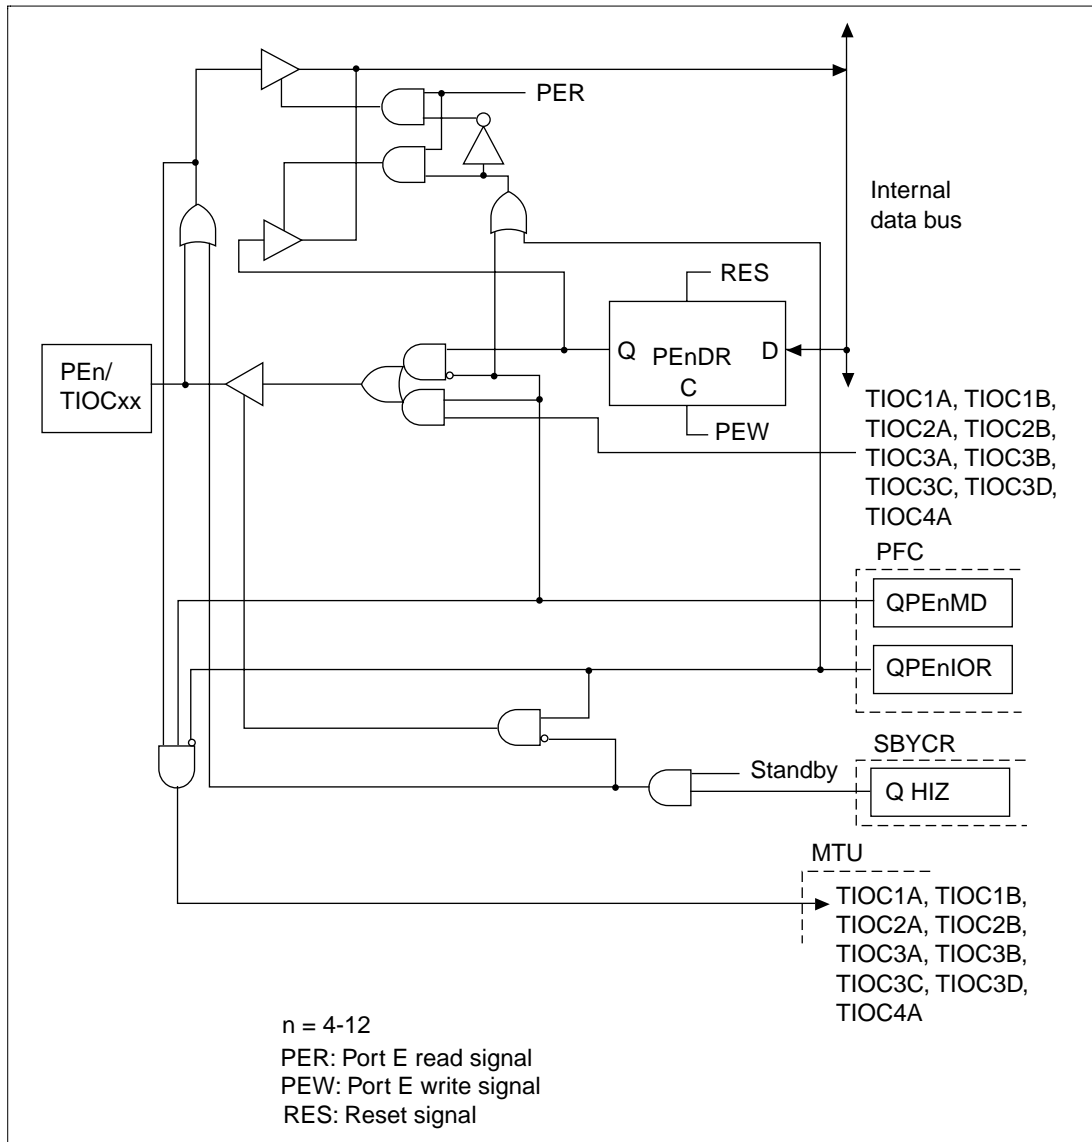 PER
Internal
data bus
RES
PEn/
TIOCxx
Q
PEnDR
D
C
PEW
TIOC1A, TIOC1B,
TIOC2A, TIOC2B,
TIOC3A, TIOC3B,
TIOC3C, TIOC3D,
TIOC4A
PFC
QPEnMD
QPEnIOR
SBYCR
Standby
Q HIZ
MTU
TIOC1A, TIOC1B,
TIOC2A, TIOC2B,
TIOC3A, TIOC3B,
TIOC3C, TIOC3D,
TIOC4A
n = 4-12
PER: Port E read signal
PEW: Port E write signal
RES: Reset signal